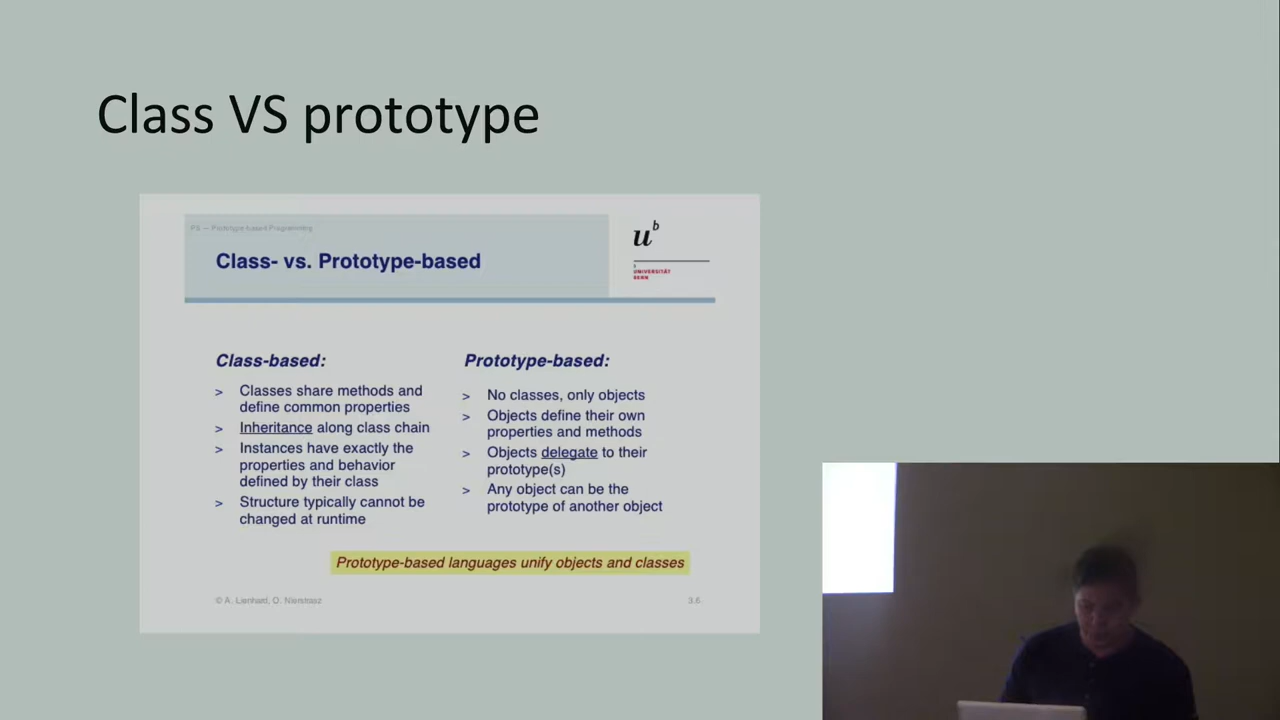 Class VS prototype
PS — Prototype-based Programming
Class- vs. Prototype-based
u b
UNIVERSITÄT
BERN
Class-based:
> Classes share methods and
define common properties
> Inheritance along class chain
> Instances have exactly the
properties and behavior
defined by their class
> Structure typically cannot be
changed at runtime
Prototype-based:
> No classes, only objects
> Objects define their own
properties and methods
> Objects delegate to their
prototype(s)
> Any object can be the
prototype of another object
Prototype-based languages unify objects and classes
© A. Lienhard, O. Nierstrasz
3.6